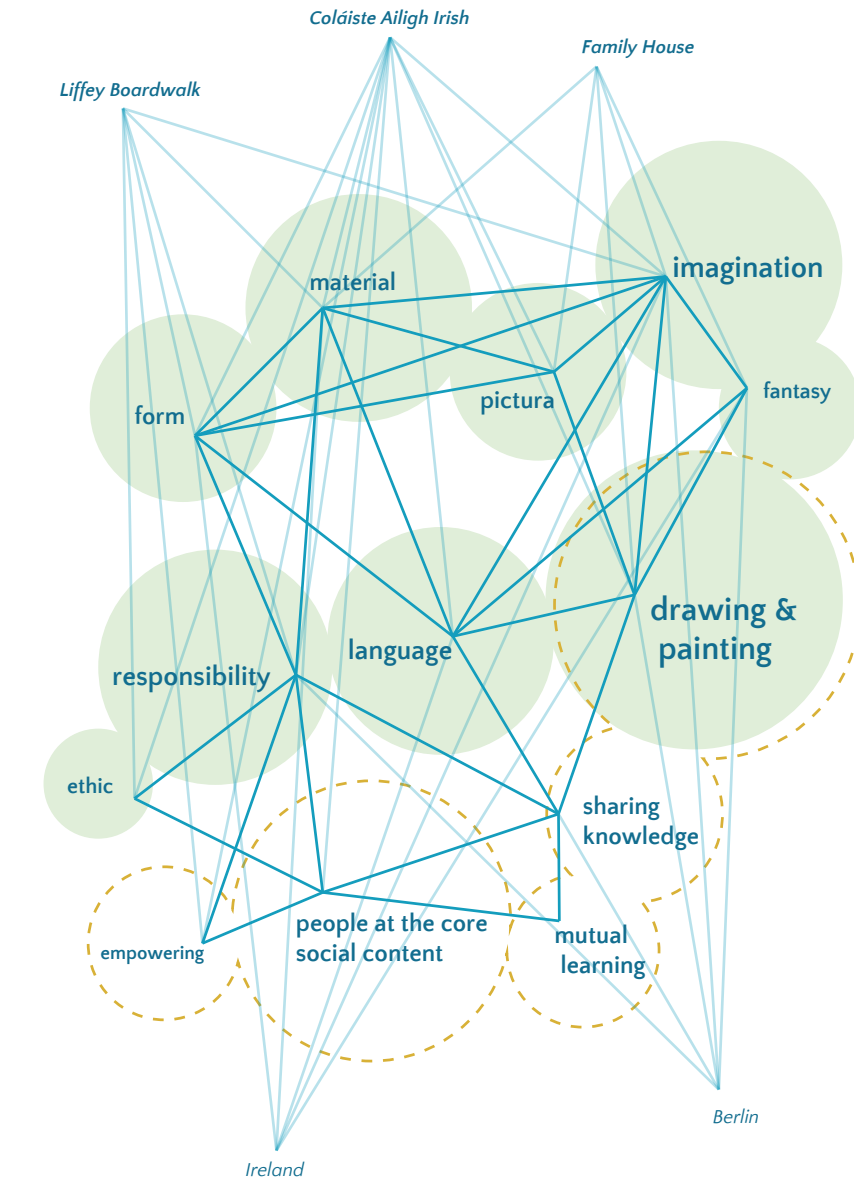 Coláiste Ailigh Irish
Family House
Liffey Boardwalk
imagination
material
fantasy
pictura
form
drawing &
painting
language
responsibility
ethic
sharing
knowledge
people at the core
social content
empowering
mutual
learning
Berlin
Ireland